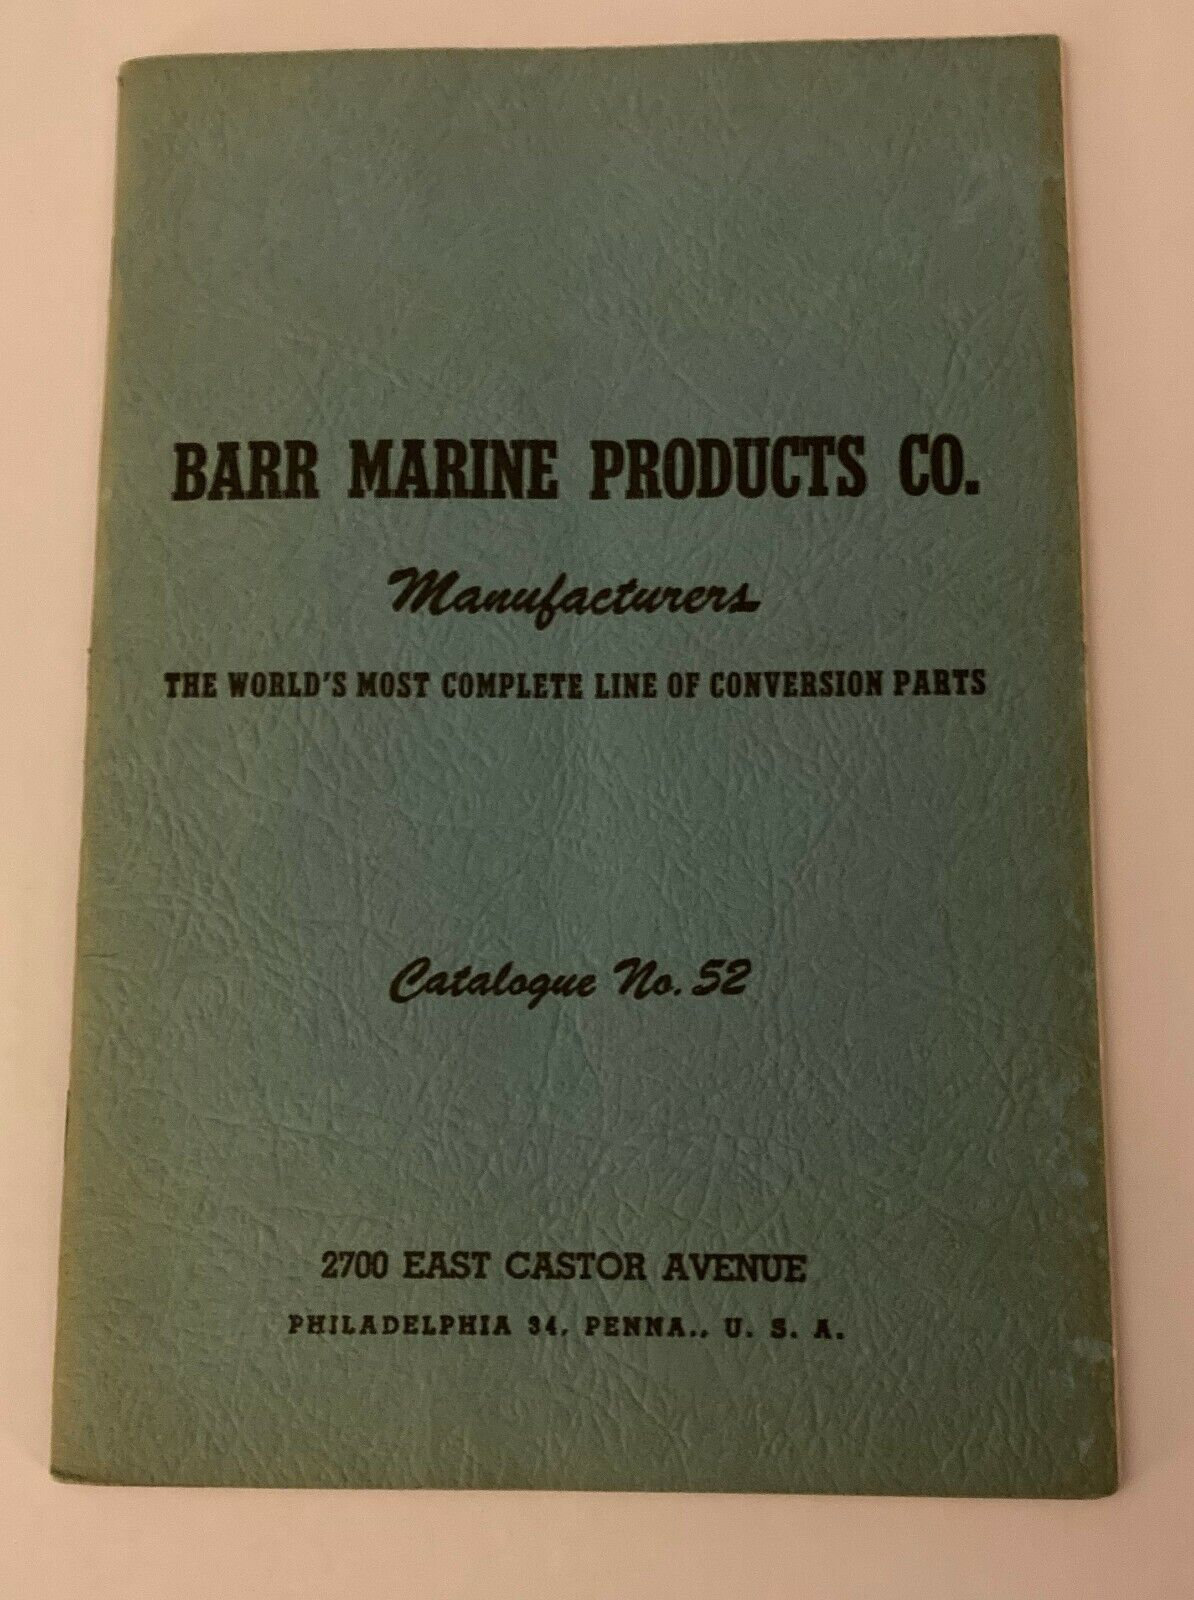 BARR MARINE PRODUCTS CO.
Manufacturers
THE WORLD'S MOST COMPLETE LINE OF CONVERSION PARTS
Catalogue No. 52
2700 EAST CASTOR AVENUE
PHILADELPHIA 34, PENNA., U. S. A.